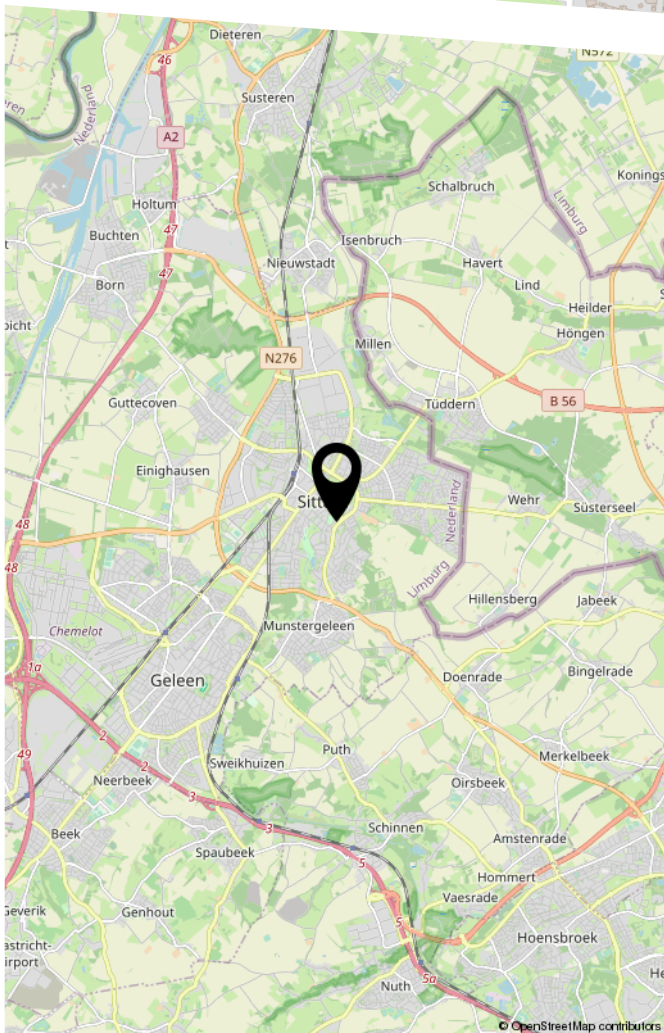 N572
Dieteren
46
Susteren
Nederland
A2
Konings
Schalbruch
Limburg
Holtum
47
Buchten
Isenbruch
Nieuwstadt
Havert
47
Born
Lind
Heilder
Höngen
Millen
N276
Guttecoven
Tüddern
B 56
Einighausen
Sitt
Wehr
Süsterseel
48
Nederland
48
Limburg
Hillensberg
Jabeek
Chemelot
Munstergeleen
1a
Geleen
Doenrade
Bingelrade
2
49
2
Puth
Merkelbeek
Sweikhuizen
Neerbeek
3
Oirsbeek
Beek
3
Schinnen
Amstenrade
Spaubeek
5
Hommert
Vaesrade
Geverik
Genhout
5
Hoensbroek
irport
Nuth
5a
© OpenStreetMap contributors